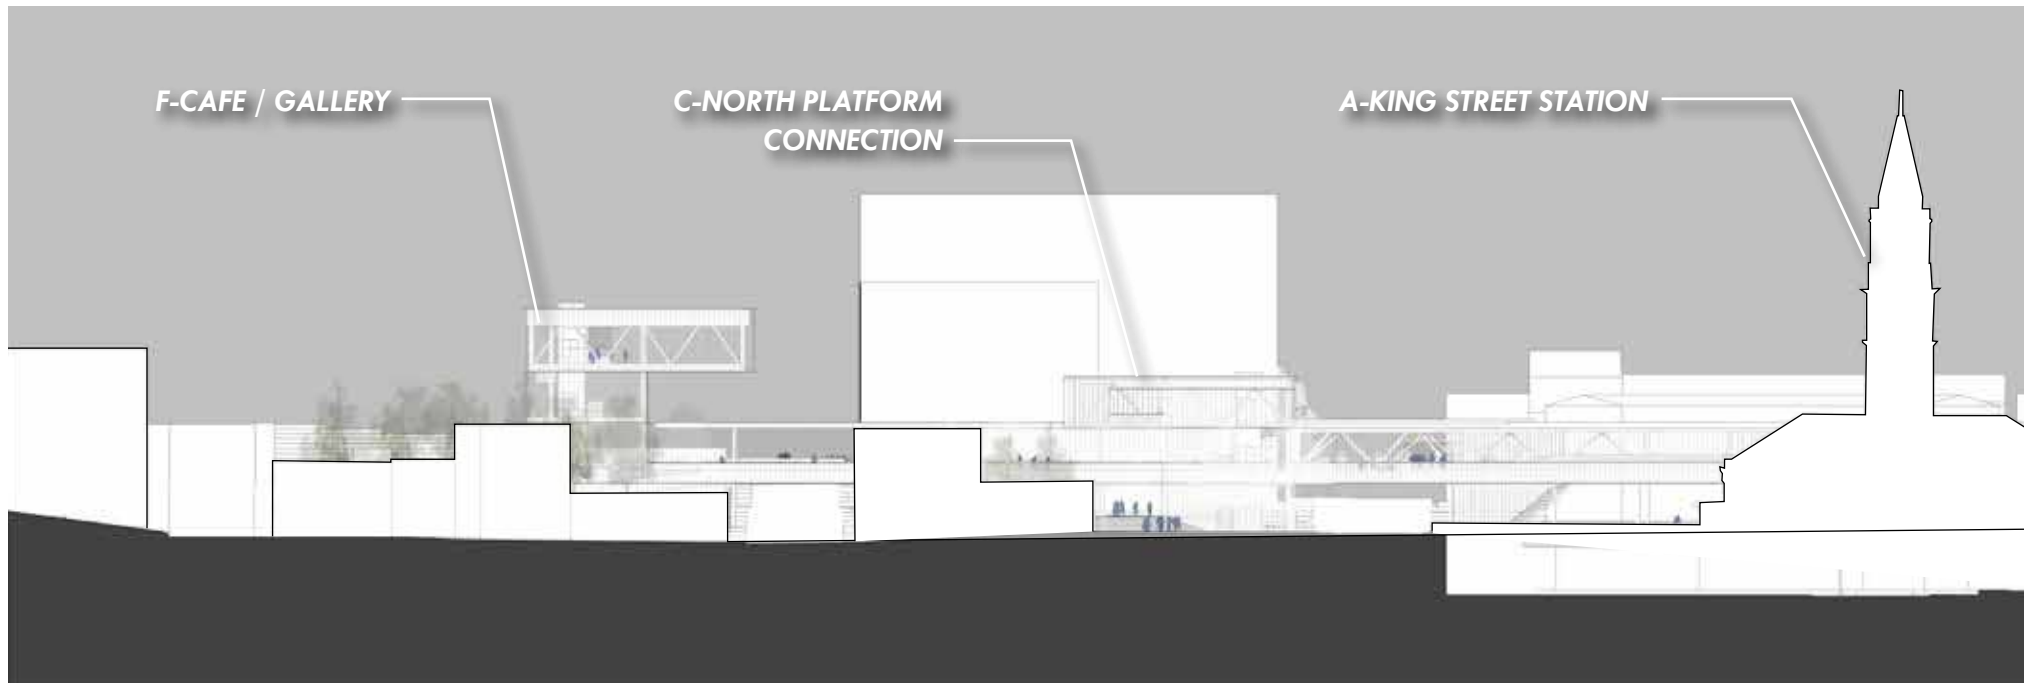 F-CAFE / GALLERY
C-NORTH PLATFORM
CONNECTION
A-KING STREET STATION